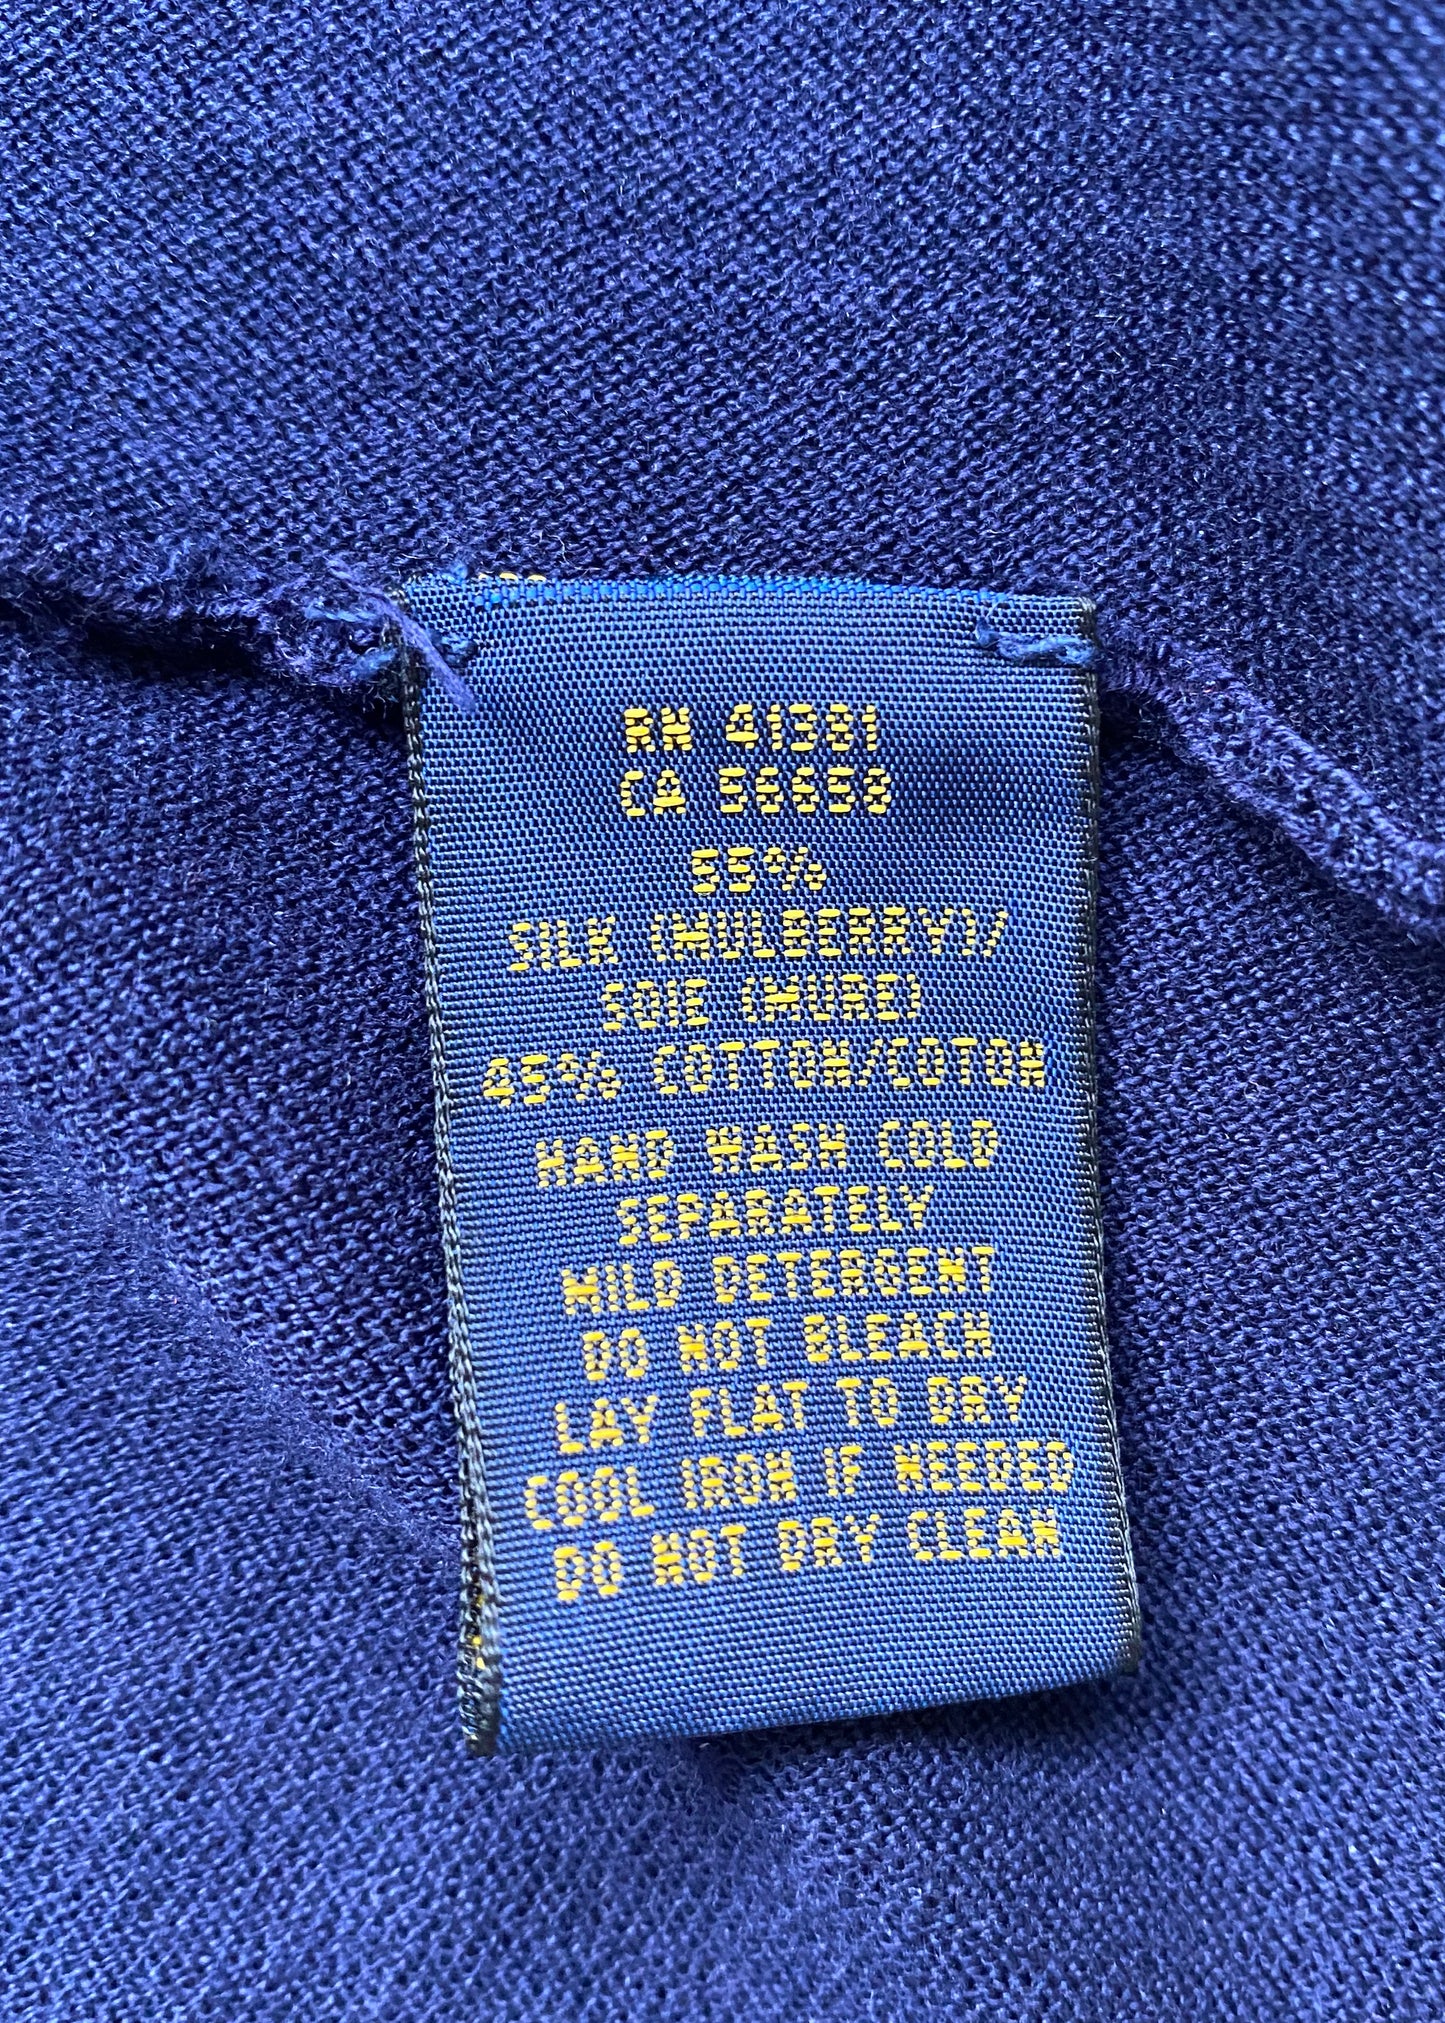 RN 41381
CA 56650
55%
SILK (MULBERRY)/
SOIE (MURE)
45% COTTON/COTON
HAND WASH COLD
SEPARATELY
MILD DETERGENT
DO NOT BLEACH
LAY FLAT TO DRY
COOL IRON IF NEEDED
DO NOT DRY CLEAN